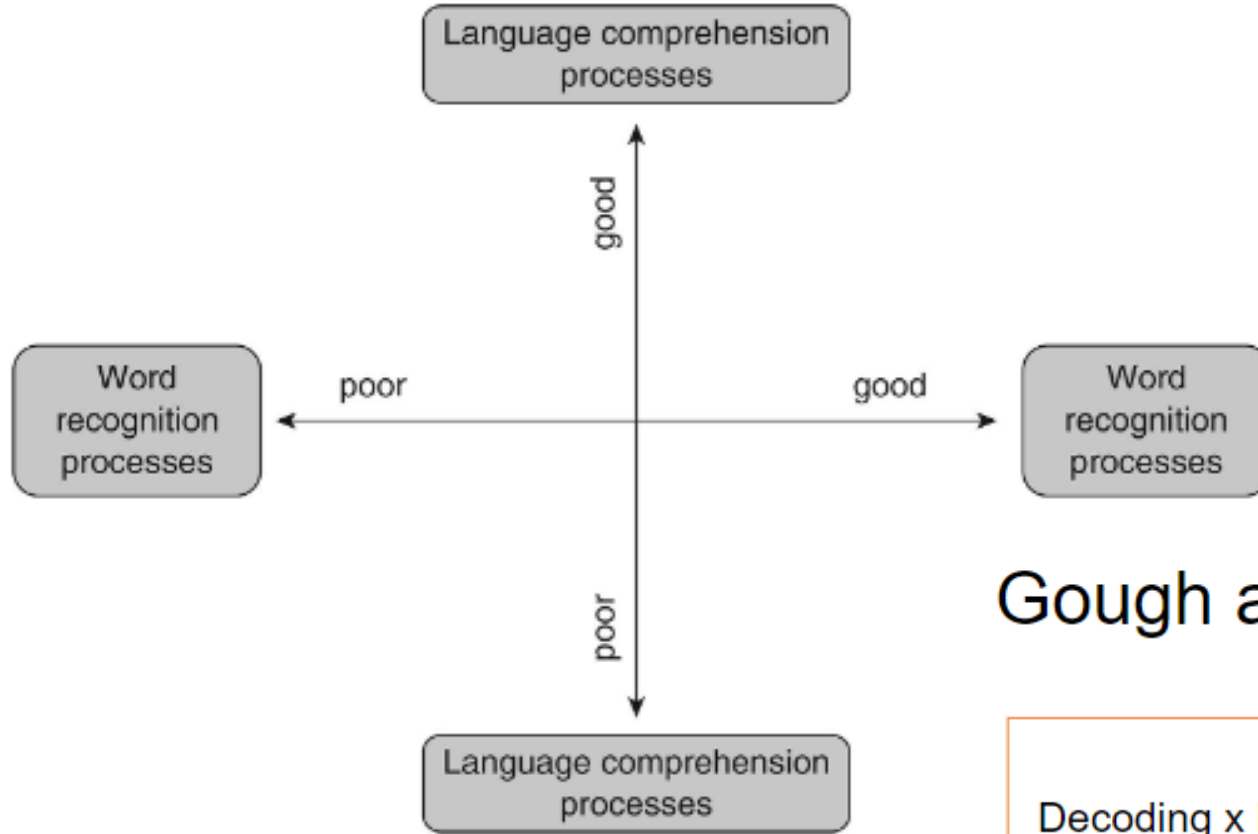 Language comprehension
processes
good
Word
recognition
processes
poor
good
Word
recognition
processes
poor
Gough a
Language comprehension
processes
Decoding x